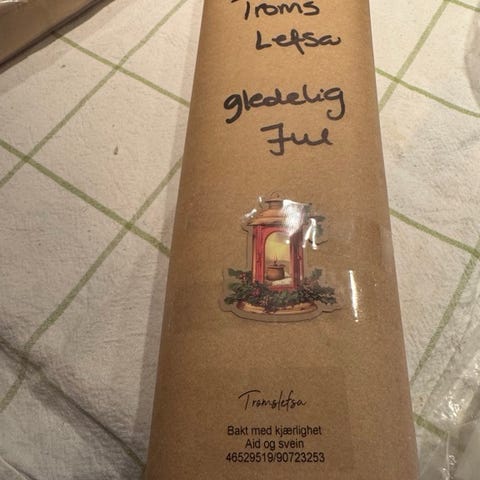 Troms
Lefsa
gledelig
Jul
Tromslefsa
Bakt med kjærlighet
Aid og svein
46529519/90723253